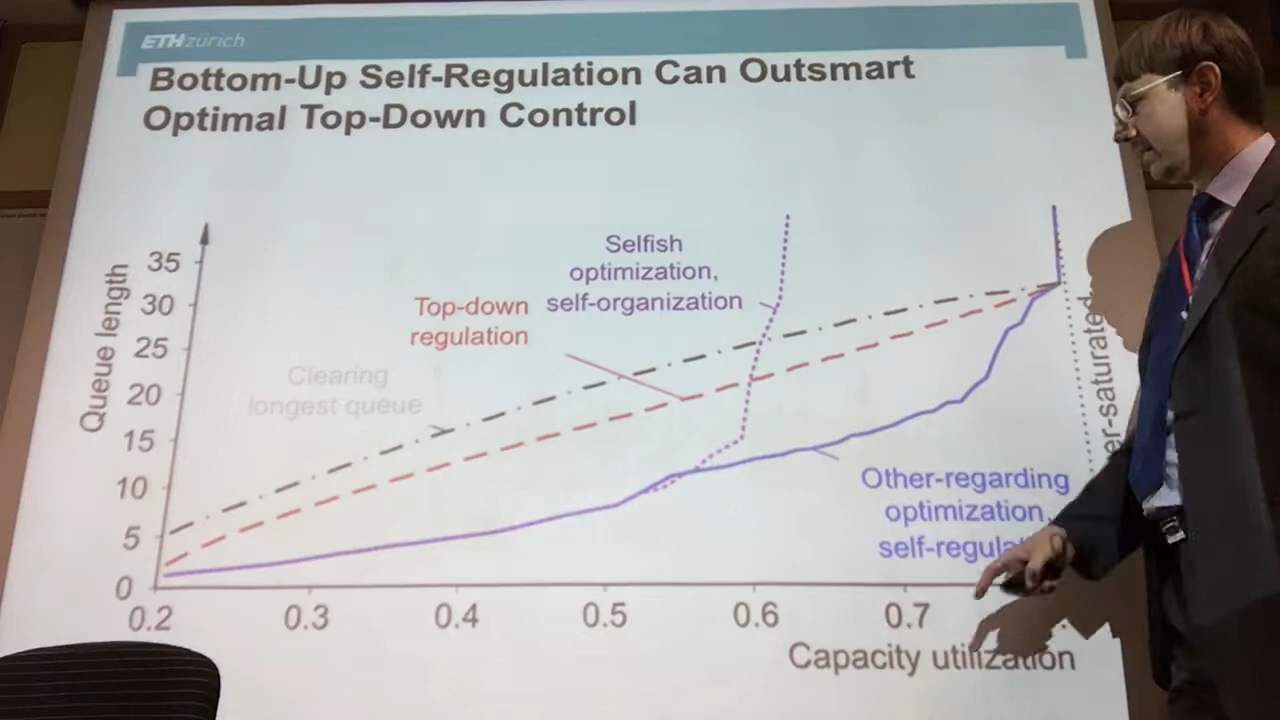 ETHzürich
Bottom-Up Self-Regulation Can Outsmart
Optimal Top-Down Control
Queue length
35
30
25
20
15
10
5
0
Selfish
optimization,
self-organization
Top-down
regulation
Clearing
longest queue
Other-regarding
optimization,
0.2 0.3 0.4 0.5 0.6 0.7
Capacity utilization